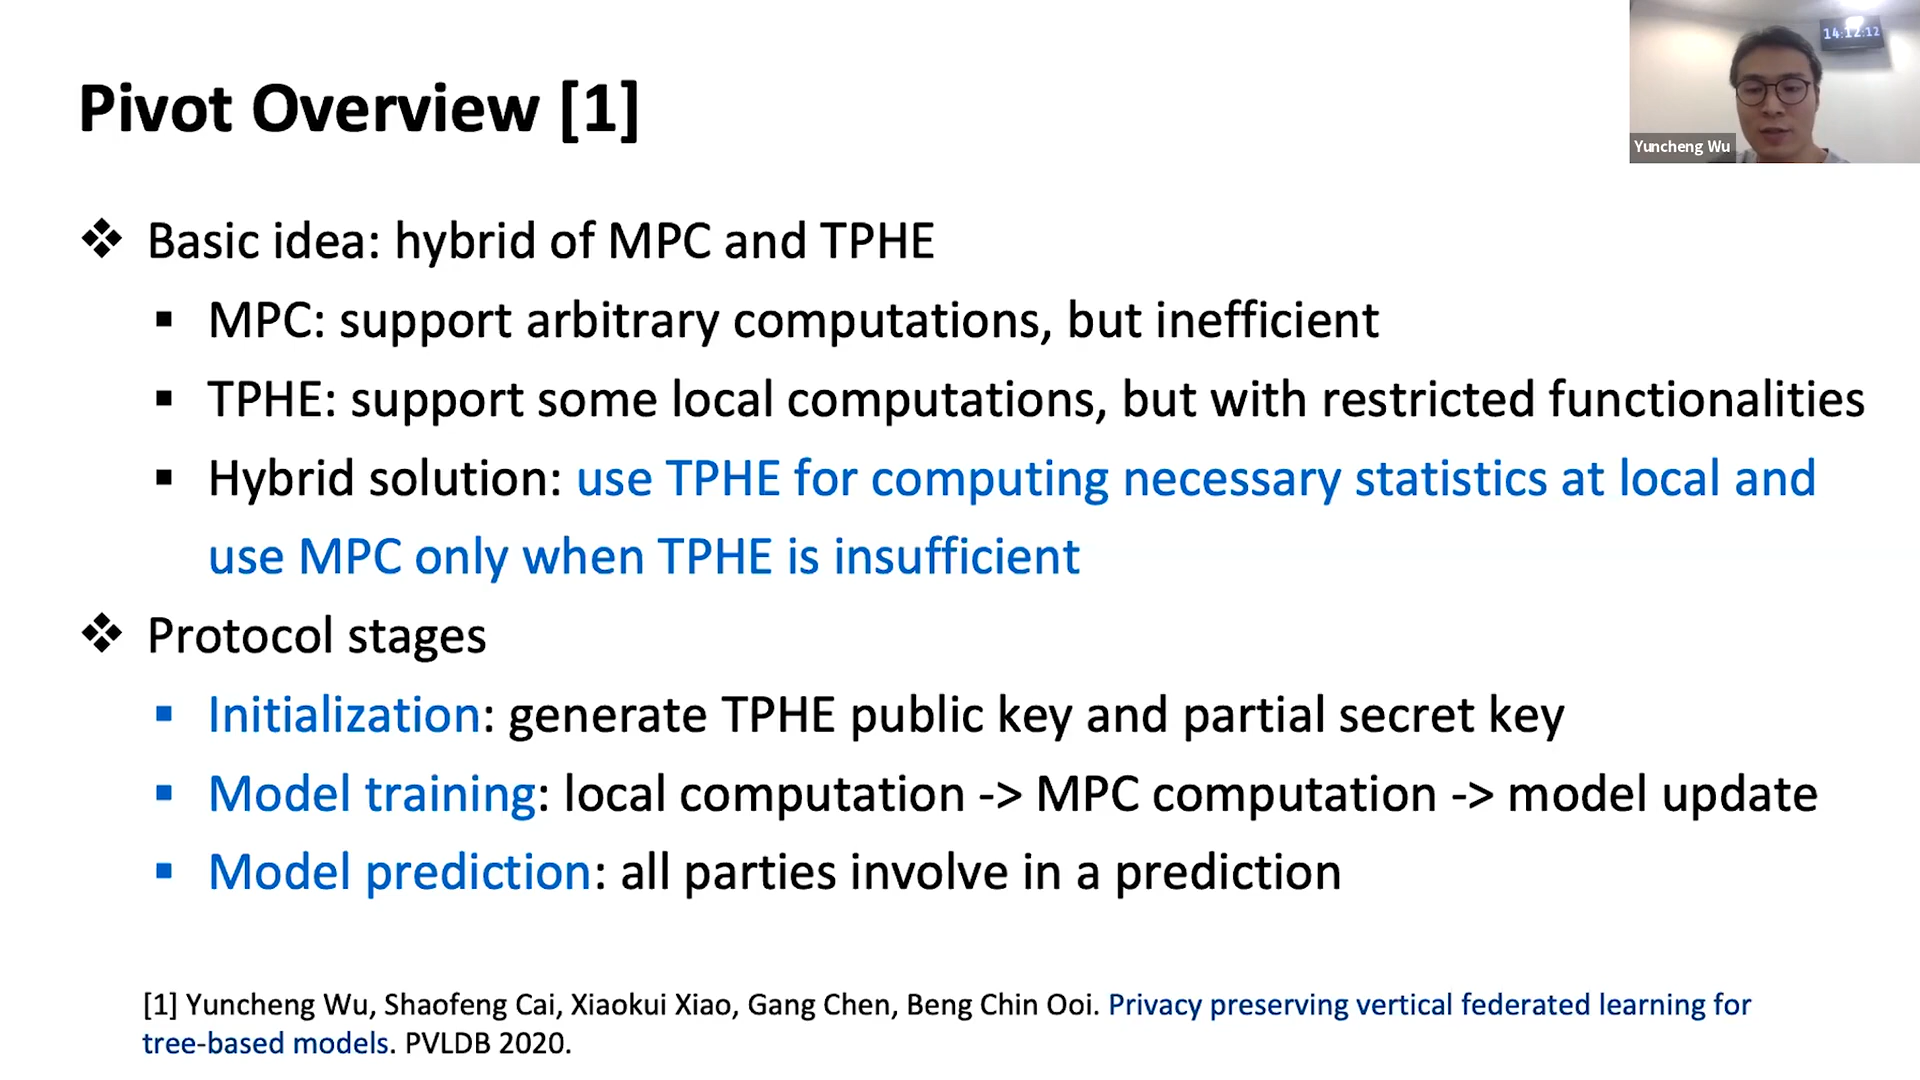 14:12:12
Yuncheng Wu
Pivot Overview [1]
❖ Basic idea: hybrid of MPC and TPHE
▪ MPC: support arbitrary computations, but inefficient
▪ TPHE: support some local computations, but with restricted functionalities
▪ Hybrid solution: use TPHE for computing necessary statistics at local and
use MPC only when TPHE is insufficient
❖ Protocol stages
▪ Initialization: generate TPHE public key and partial secret key
▪ Model training: local computation -> MPC computation -> model update
▪ Model prediction: all parties involve in a prediction
[1] Yuncheng Wu, Shaofeng Cai, Xiaokui Xiao, Gang Chen, Beng Chin Ooi. Privacy preserving vertical federated learning for
tree-based models. PVLDB 2020.